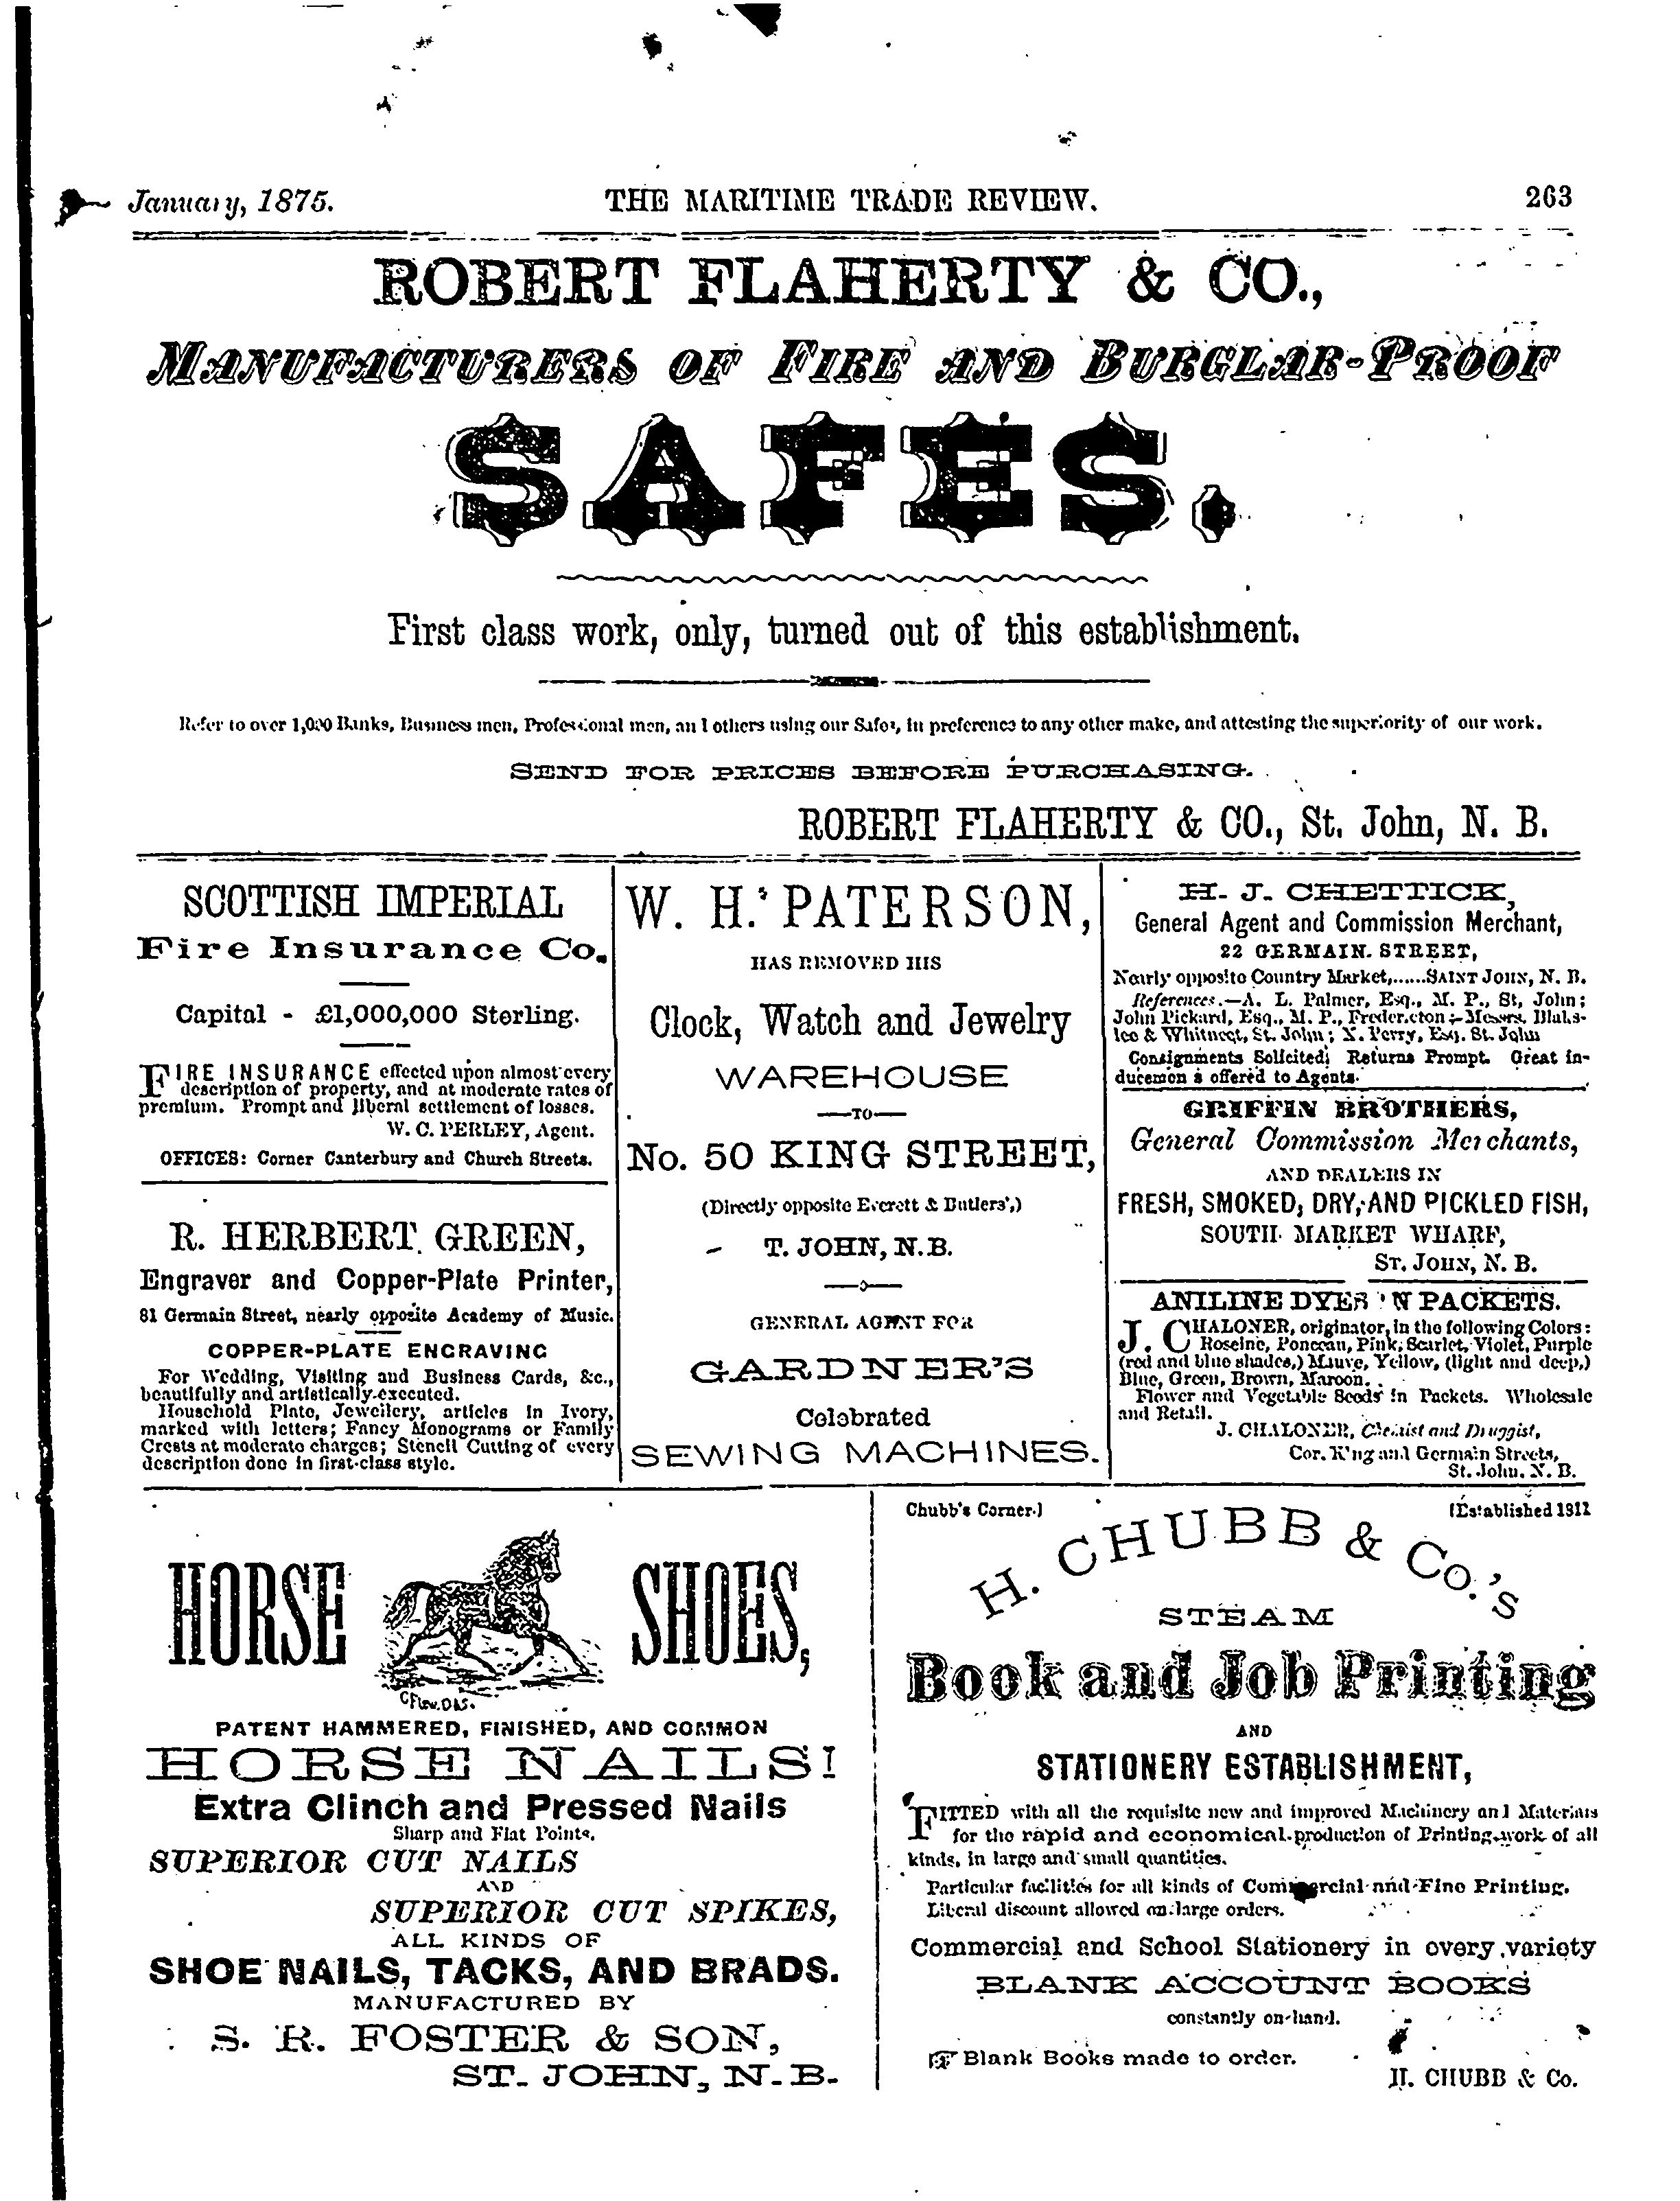 January, 1875.
THE MARITIME TRADE REVIEW.
263
ROBERT FLAHERTY & CO.,
MANUFACTURERS OF FIRE AND BURGLAR-PROOF
SAFES.
First class work, only, turned out of this establishment.
Refer to over 1,000 Banks, Business men, Professional men, and others using our Safes, in preference to any other make, and attesting the superiority of our work.
SEND FOR PRICES BEFORE PURCHASING.
ROBERT FLAHERTY & CO., St. John, N. B.
SCOTTISH IMPERIAL
Fire Insurance Co.
Capital - £1,000,000 Sterling.
FIRE INSURANCE effected upon almost every
description of property, and at moderate rates of
premium. Prompt and liberal settlement of losses.
W. C. PERLEY, Agent.
OFFICES: Corner Canterbury and Church Streets.
R. HERBERT GREEN,
Engraver and Copper-Plate Printer,
81 Germain Street, nearly opposite Academy of Music.
COPPER-PLATE ENGRAVING
For Wedding, Visiting and Business Cards, &c.,
beautifully and artistically executed.
Household Plate, Jewellery, articles in Ivory,
marked with letters; Fancy Monograms or Family
Crests at moderate charges; Stencil Cutting of every
description done in first-class style.
W. H. PATERSON,
HAS REMOVED HIS
Clock, Watch and Jewelry
WAREHOUSE
—TO—
No. 50 KING STREET,
(Directly opposite Everett & Butlers',)
T. JOHN, N.B.
GENERAL AGENT FOR
GARDNER'S
Celebrated
SEWING MACHINES.
H. J. CHETTICK,
General Agent and Commission Merchant,
22 GERMAIN STREET,
Nearly opposite Country Market,......SAINT JOHN, N. B.
References.—A. L. Palmer, Esq., M. P., St. John;
John Pickard, Esq., M. P., Fredericton; Messrs. Blaks-
lee & Whitneet, St. John; X. Perry, Esq. St. John
Consignments Solicited; Returns Prompt. Great in-
ducemen s offered to Agents.
GRIFFIN BROTHERS,
General Commission Merchants,
AND DEALERS IN
FRESH, SMOKED, DRY, AND PICKLED FISH,
SOUTH MARKET WHARF,
ST. JOHN, N. B.
ANILINE DYES IN PACKETS.
J. CHALONER, originator, in the following Colors:
Roseine, Ponceau, Pink, Scarlet, Violet, Purple
(red and blue shades,) Mauve, Yellow, (light and deep,)
Blue, Green, Brown, Maroon.
Flower and Vegetable Seeds in Packets. Wholesale
and Retail.
J. CHALONER, Chemist and Druggist,
Cor. King and Germain Streets,
St. John, N. B.
HORSE SHOES,
PATENT HAMMERED, FINISHED, AND COMMON
HORSE NAILS!
Extra Clinch and Pressed Nails
Sharp and Flat Points.
SUPERIOR CUT NAILS
AND
SUPERIOR CUT SPIKES,
ALL KINDS OF
SHOE NAILS, TACKS, AND BRADS.
MANUFACTURED BY
S. R. FOSTER & SON,
ST. JOHN, N. B.
Chubb's Corner.]
[Established 1811
H. CHUBB & Co.'s
STEAM
Book and Job Printing
AND
STATIONERY ESTABLISHMENT,
FITTED with all the requisite new and improved Machinery and Materials
for the rapid and economical production of Printing work of all
kinds, in large and small quantities.
Particular facilities for all kinds of Commercial and Fine Printing.
Liberal discount allowed on large orders.
Commercial and School Stationery in every variety
BLANK ACCOUNT BOOKS
constantly on hand.
☞ Blank Books made to order.
H. CHUBB & Co.